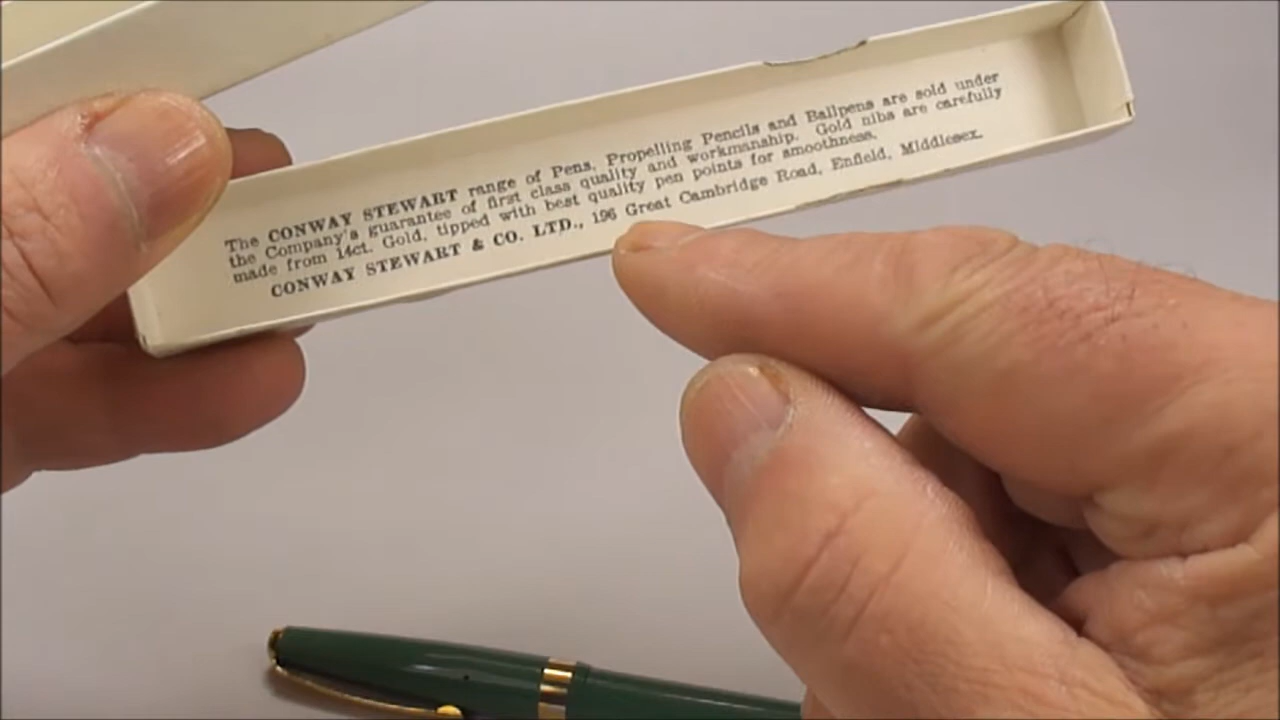 The CONWAY STEWART range of Pens, Propelling Pencils and Ballpens are sold under
the Company's guarantee of first class quality and workmanship. Gold nibs are carefully
made from 14ct. Gold, tipped with best quality pen points for smoothness.
CONWAY STEWART & CO. LTD., 196 Great Cambridge Road, Enfield, Middlesex.